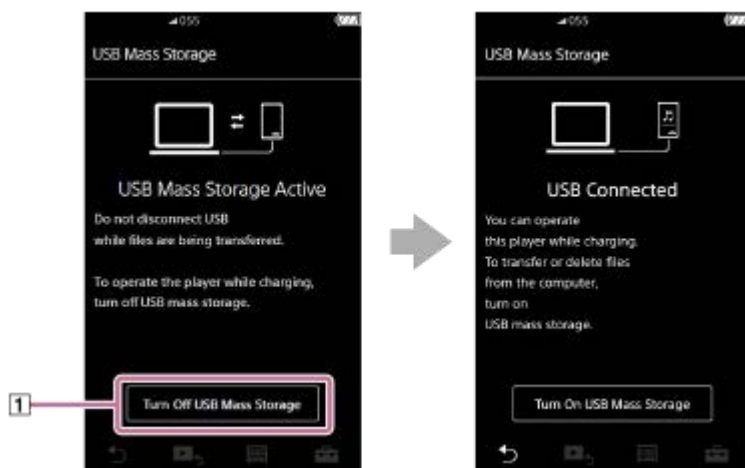 055
USB Mass Storage
USB Mass Storage Active
Do not disconnect USB
while files are being transferred.
To operate the player while charging,
turn off USB mass storage.
Turn Off USB Mass Storage
1
055
USB Mass Storage
USB Connected
You can operate
this player while charging.
To transfer or delete files
from the computer,
turn on
USB mass storage.
Turn On USB Mass Storage